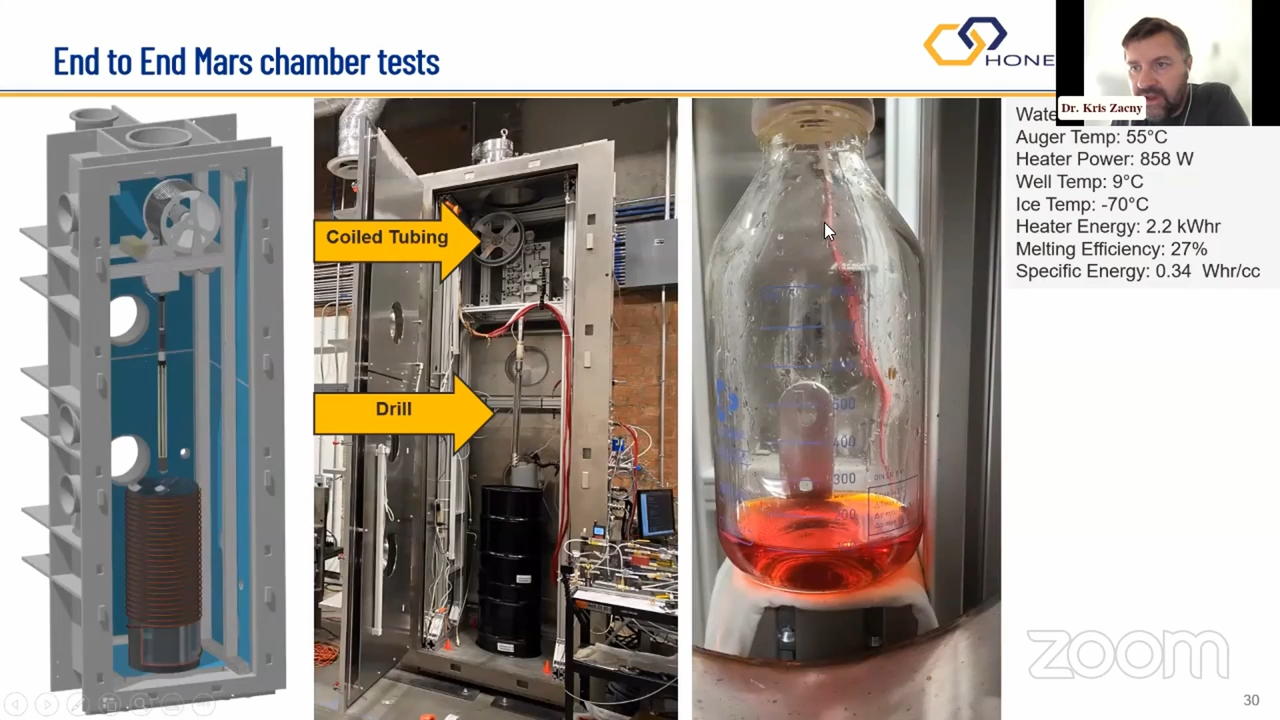 End to End Mars chamber tests
HONE
Dr. Kris Zacny
Wate
Auger Temp: 55°C
Heater Power: 858 W
Well Temp: 9°C
Ice Temp: -70°C
Heater Energy: 2.2 kWhr
Melting Efficiency: 27%
Specific Energy: 0.34 Whr/cc
Coiled Tubing
Drill
500
400
300
zoom
30